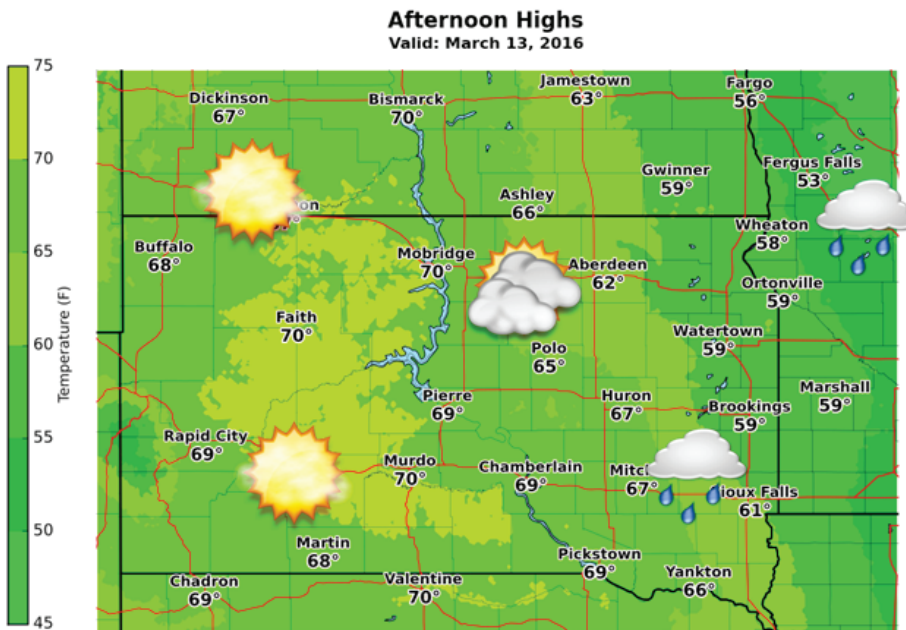 Afternoon Highs
Valid: March 13, 2016
75
70
65
60
55
50
45
Temperature (F)
Dickinson
67°
Bismarck
70°
Jamestown
63°
Fargo
56°
Fergus Falls
53°
Gwinner
59°
Ashley
66°
Wheaton
58°
Buffalo
68°
Mobridge
70°
Aberdeen
62°
Ortonville
59°
Faith
70°
Watertown
59°
Polo
65°
Marshall
59°
Pierre
69°
Huron
67°
Brookings
59°
Rapid City
69°
Murdo
70°
Chamberlain
69°
67°
61°
Martin
68°
Pickstown
69°
Yankton
66°
Chadron
69°
Valentine
70°